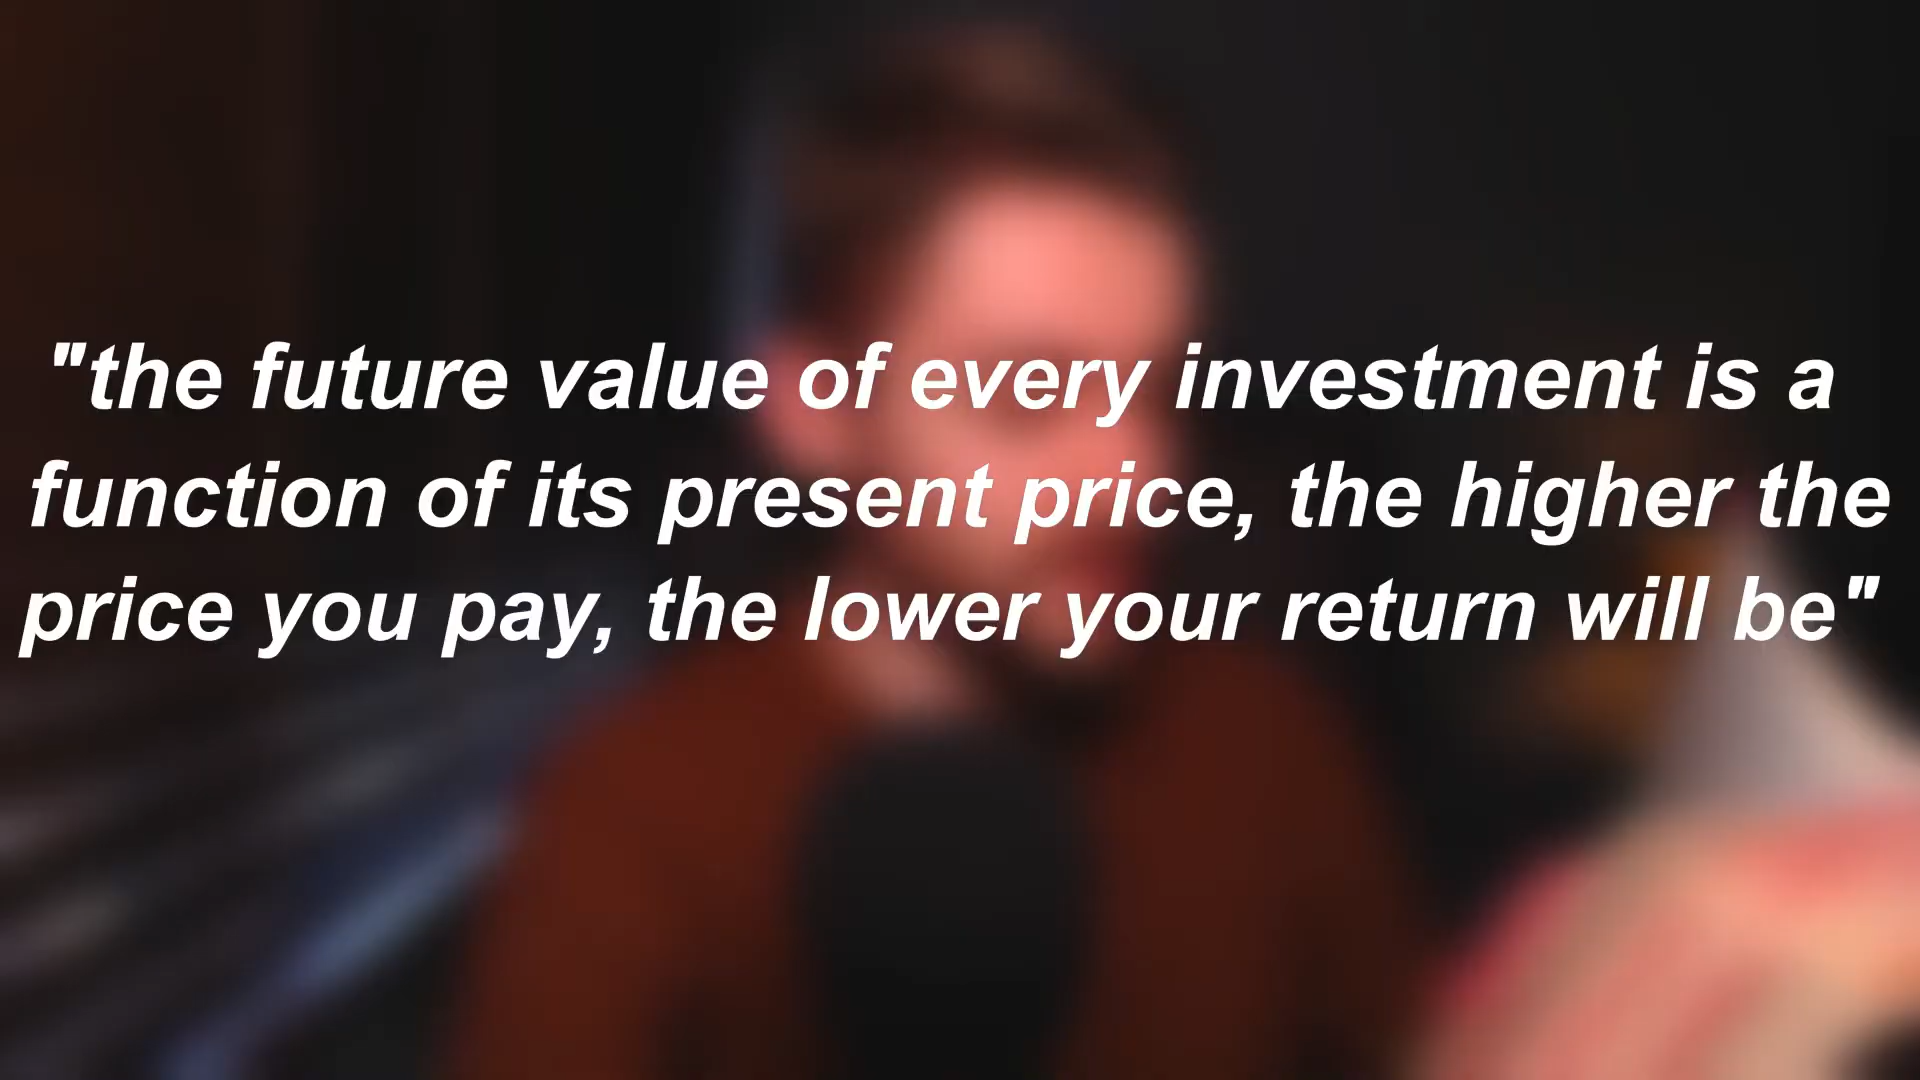 "the future value of every investment is a
function of its present price, the higher the
price you pay, the lower your return will be"